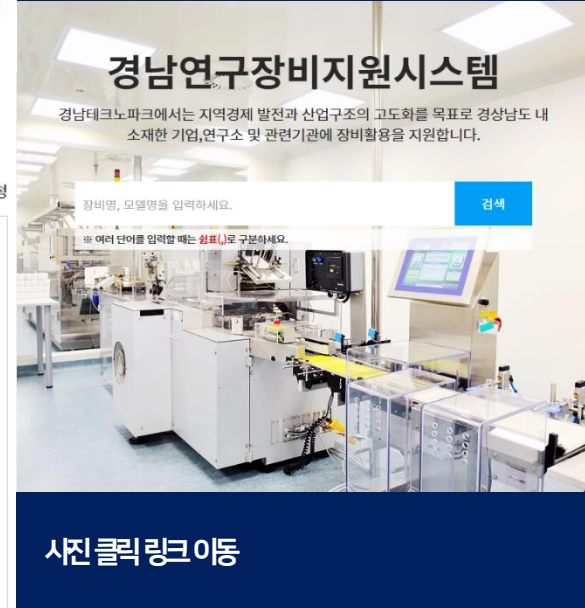 경남연구장비지원시스템
경남테크노파크에서는 지역경제 발전과 산업구조의 고도화를 목표로 경상남도 내
소재한 기업,연구소 및 관련기관에 장비활용을 지원합니다.
청
장비명, 모델명을 입력하세요.
검색
※ 여러 단어를 입력할 때는 쉼표(,)로 구분하세요.
사진 클릭 링크 이동